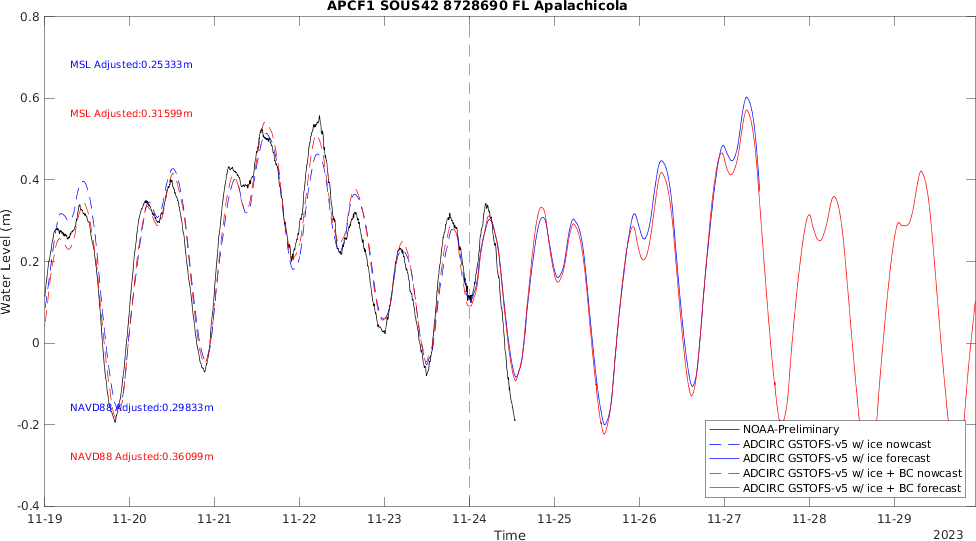 APCF1 SOUS42 8728690 FL Apalachicola
0.8
0.6
0.4
0.2
0
-0.2
-0.4
Water Level (m)
MSL Adjusted:0.25333m
MSL Adjusted:0.31599m
NAVD88 Adjusted:0.29833m
NAVD88 Adjusted:0.36099m
NOAA-Preliminary
ADCIRC GSTOFS-v5 w/ ice nowcast
ADCIRC GSTOFS-v5 w/ ice forecast
ADCIRC GSTOFS-v5 w/ ice + BC nowcast
ADCIRC GSTOFS-v5 w/ ice + BC forecast
11-19 11-20 11-21 11-22 11-23 11-24 11-25 11-26 11-27 11-28 11-29
Time
2023